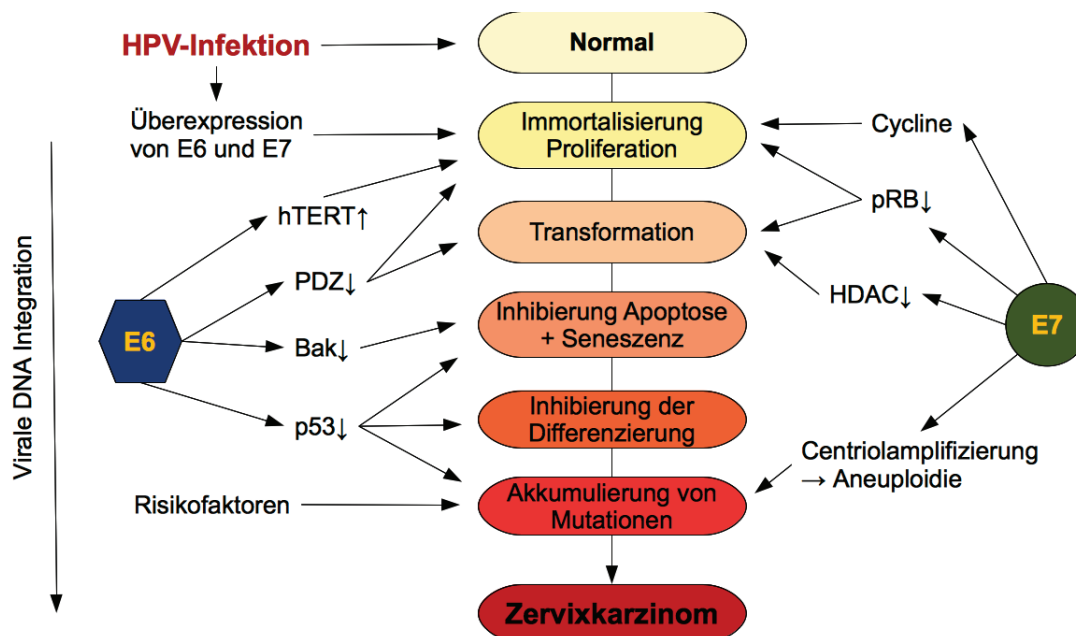 HPV-Infektion
Normal
Überexpression
von E6 und E7
Immortalisierung
Proliferation
Cycline
hTERT↑
pRB↓
Transformation
PDZ↓
HDAC↓
Virale DNA Integration
E6
Bak↓
Inhibierung Apoptose
+ Seneszenz
E7
p53↓
Inhibierung der
Differenzierung
Centriolamplifizierung
→ Aneuploidie
Risikofaktoren
Akkumulierung von
Mutationen
Zervixkarzinom